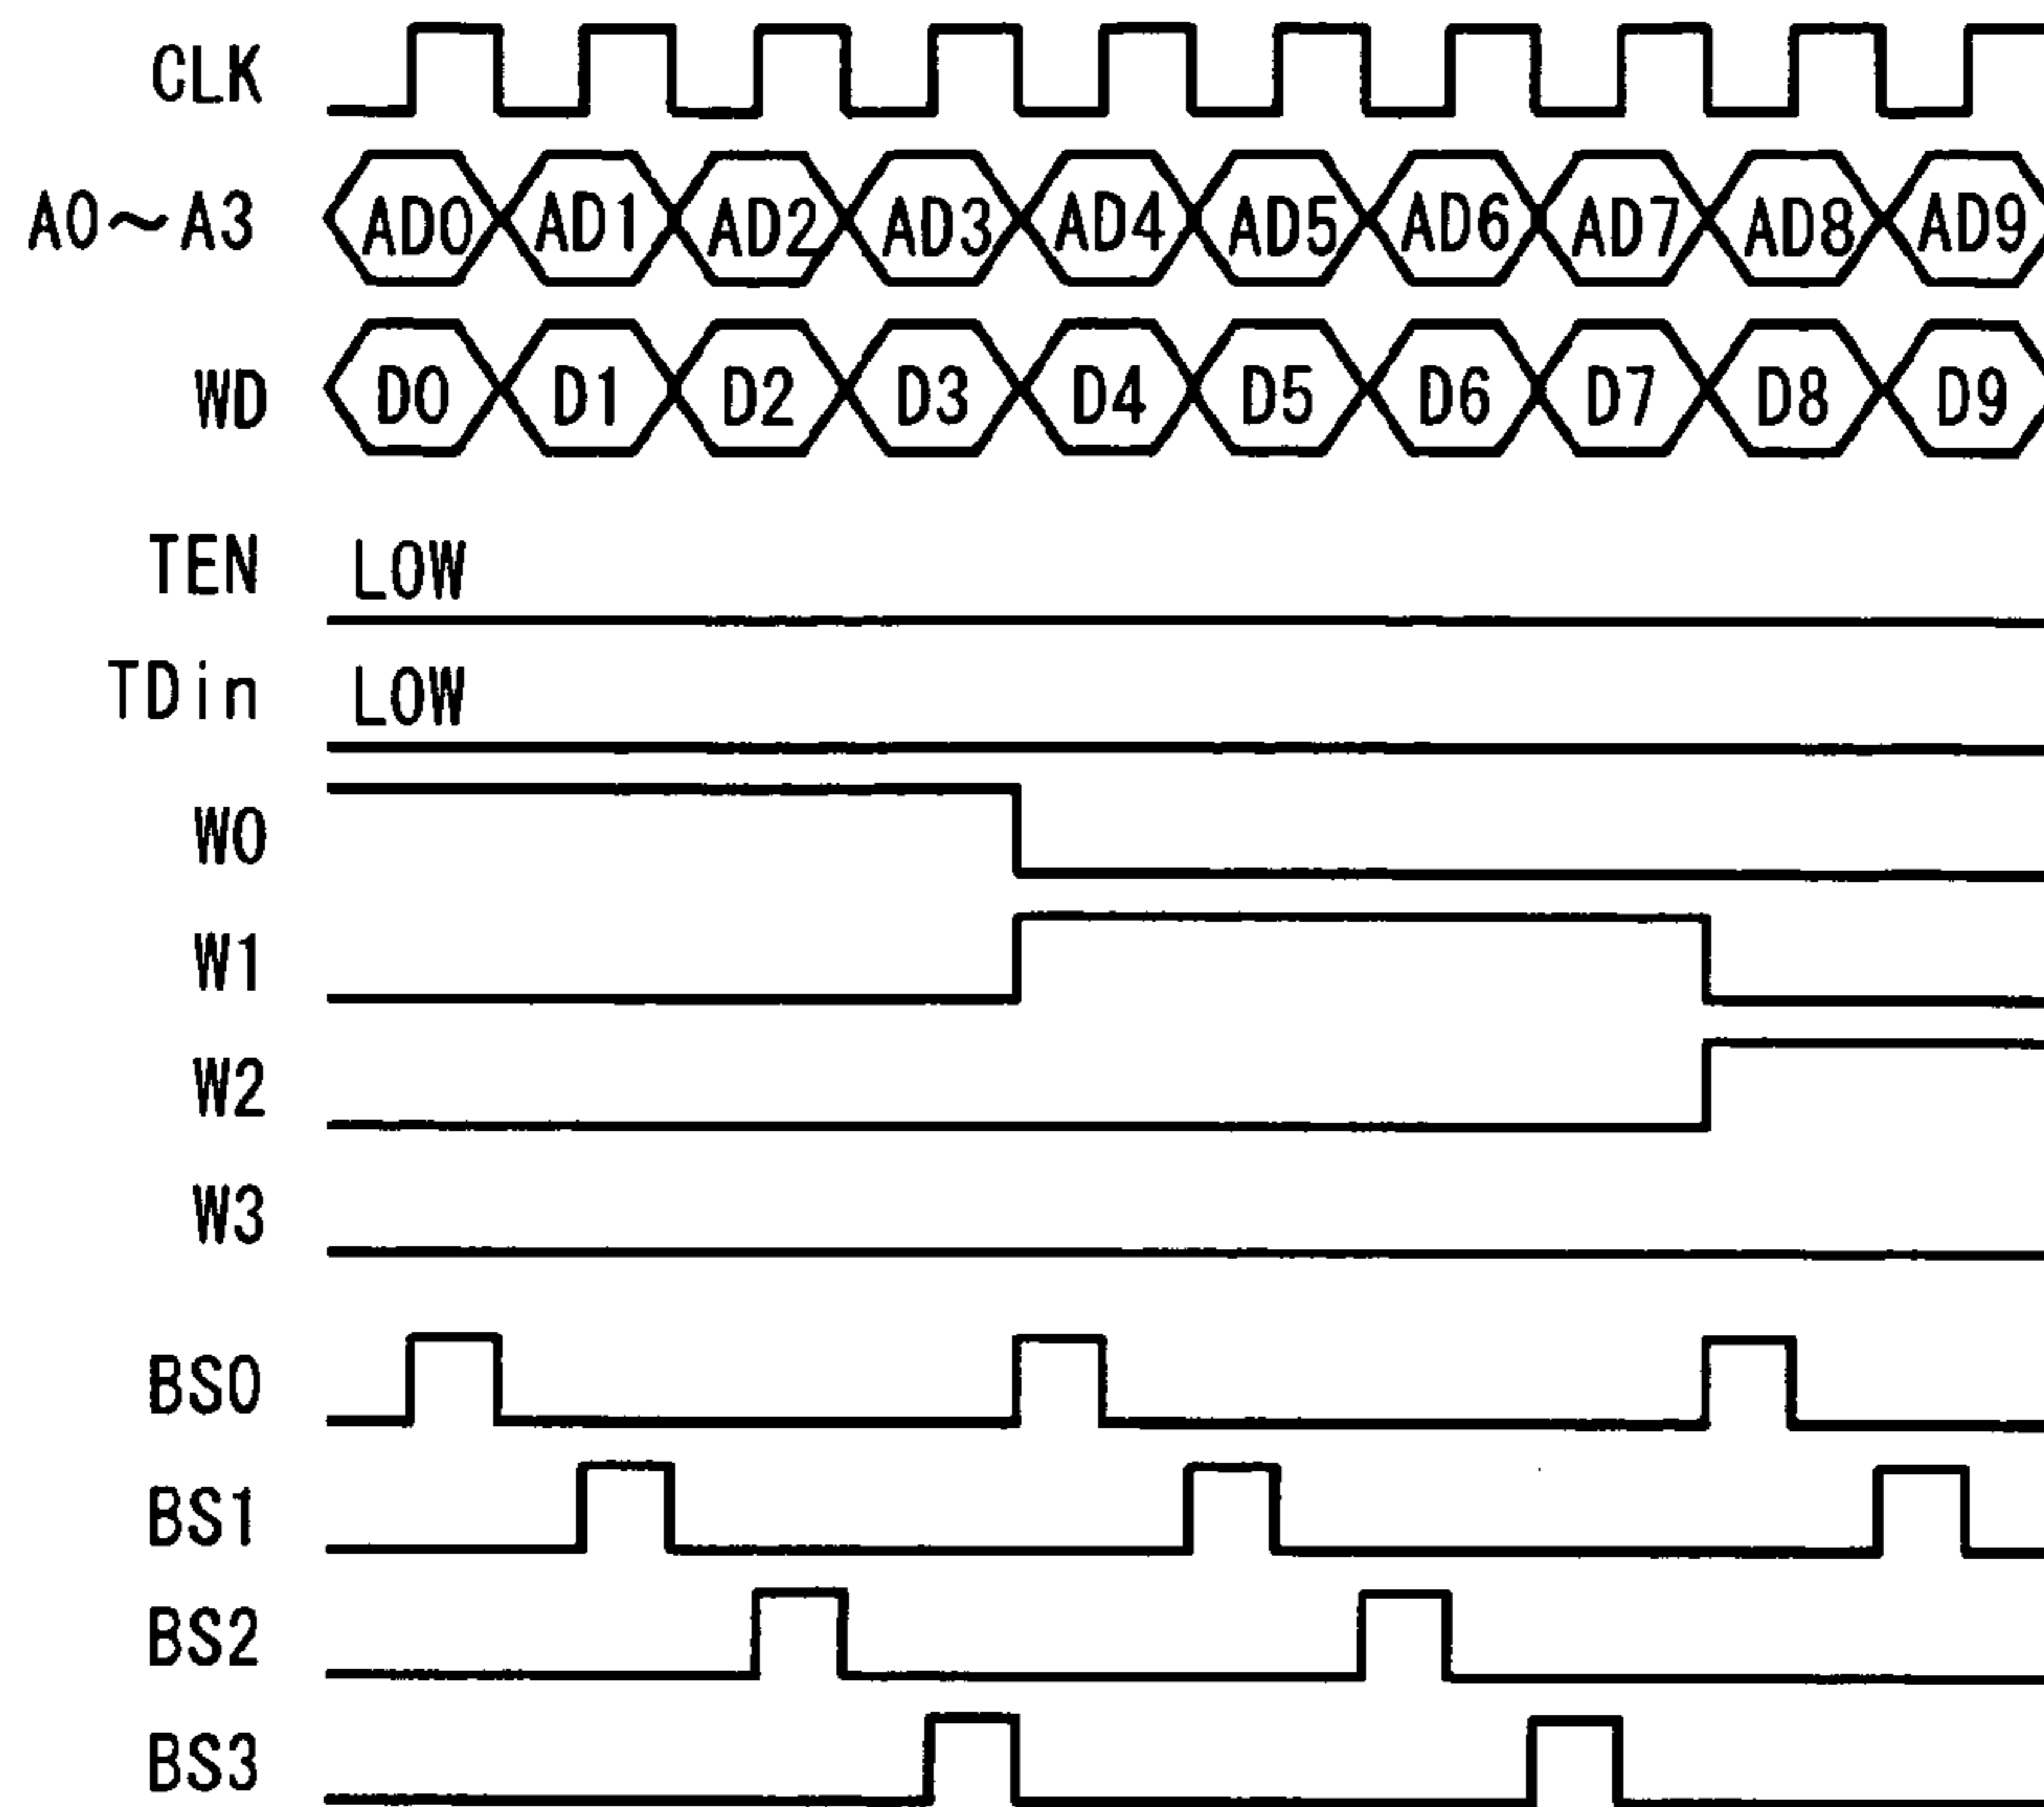 CLK
A0～A3 AD0 AD1 AD2 AD3 AD4 AD5 AD6 AD7 AD8 AD9
WD D0 D1 D2 D3 D4 D5 D6 D7 D8 D9
TEN LOW
TDin LOW
W0
W1
W2
W3
BS0
BS1
BS2
BS3